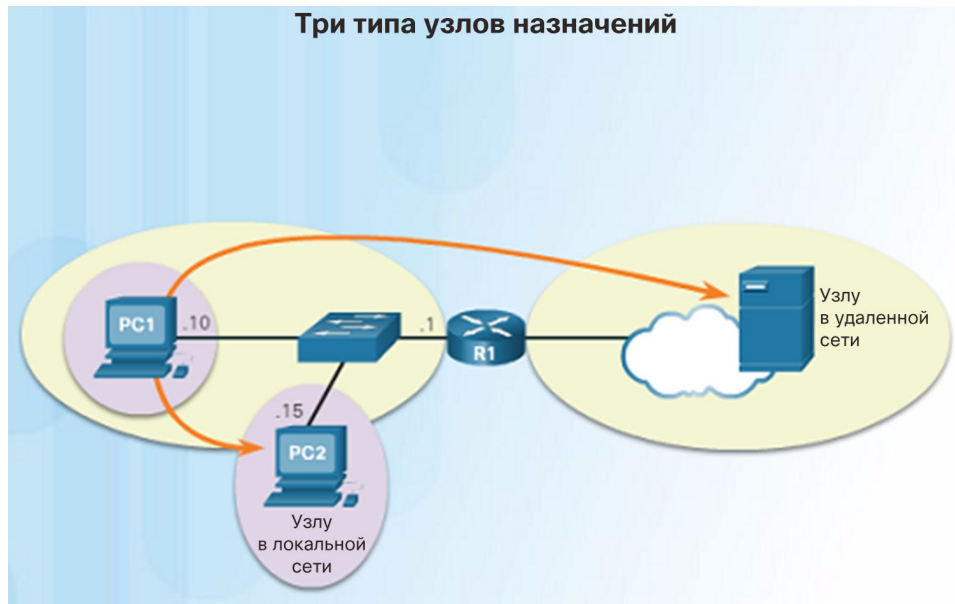 Три типа узлов назначений
PC1
.10
.1
R1
Узлу
в удаленной
сети
.15
PC2
Узлу
в локальной
сети